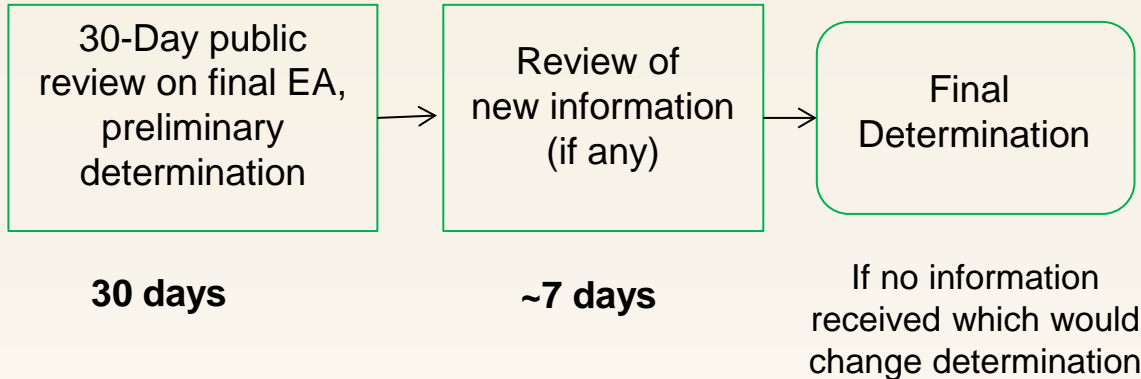 30-Day public
review on final EA,
preliminary
determination
Review of
new information
(if any)
Final
Determination
30 days
~7 days
If no information
received which would
change determination